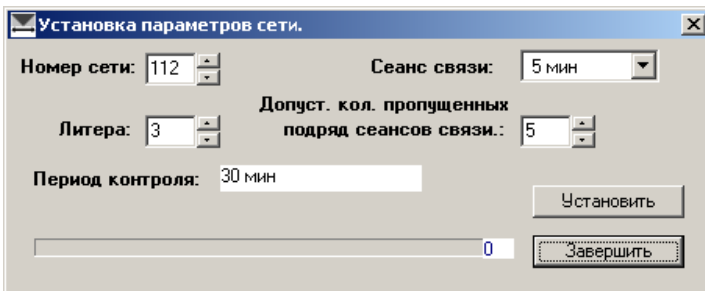 Установка параметров сети.
Номер сети: 112
Сеанс связи: 5 мин
Литера: 3
Допуст. кол. пропущенных
подряд сеансов связи.: 5
Период контроля: 30 мин
Установить
0
Завершить